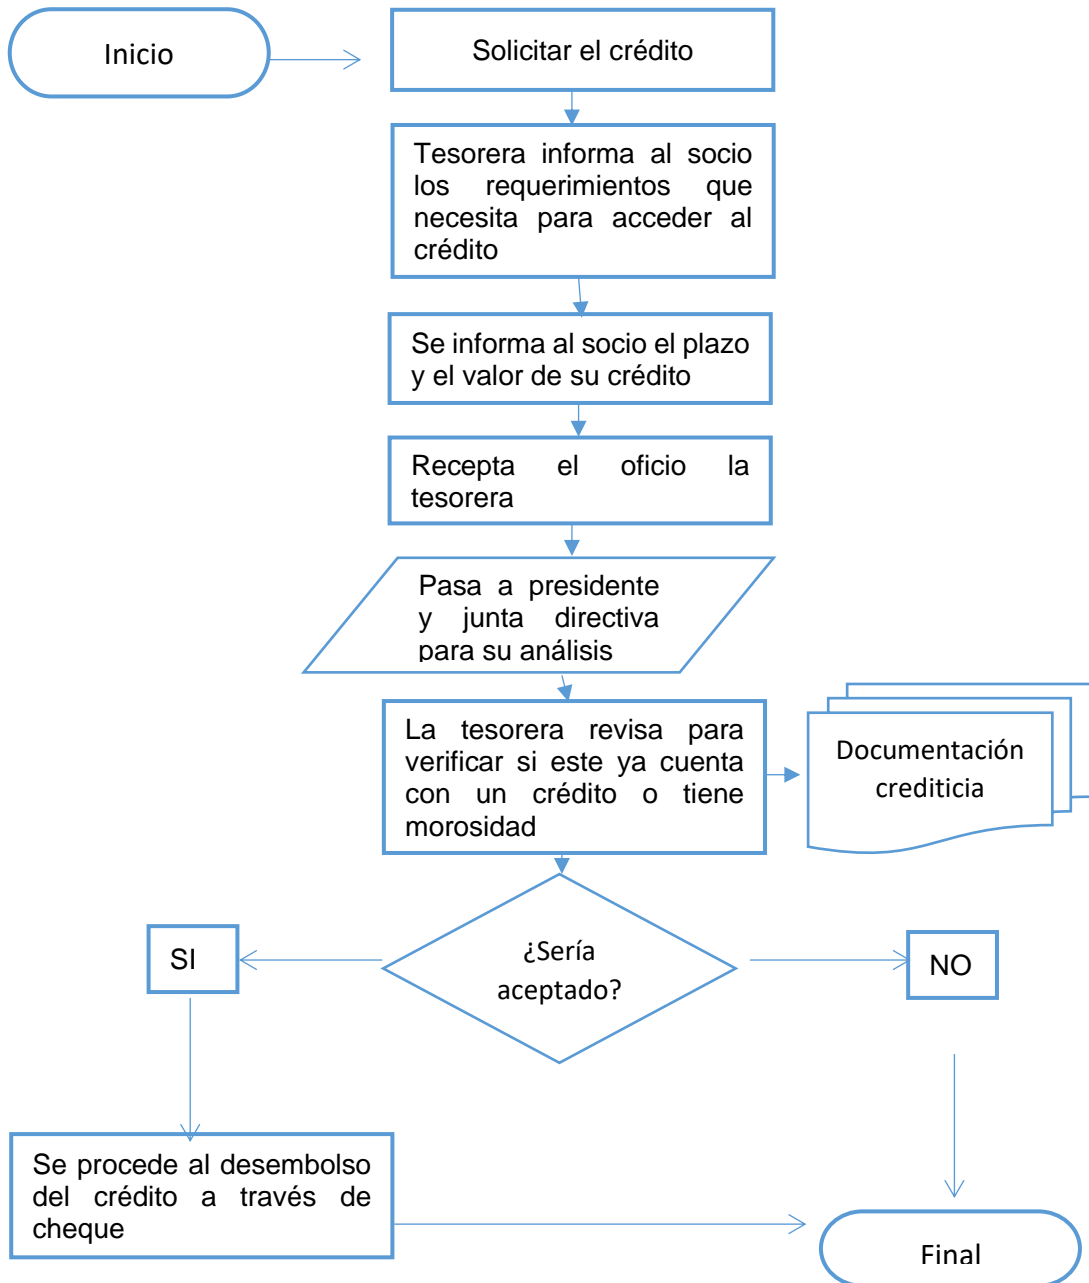 Inicio
Solicitar el crédito
Tesorera informa al socio
los requerimientos que
necesita para acceder al
crédito
Se informa al socio el plazo
y el valor de su crédito
Recepta el oficio la
tesorera
Pasa a presidente
y junta directiva
para su análisis
La tesorera revisa para
verificar si este ya cuenta
con un crédito o tiene
morosidad
Documentación
crediticia
¿Sería
aceptado?
SI
NO
Se procede al desembolso
del crédito a través de
cheque
Final